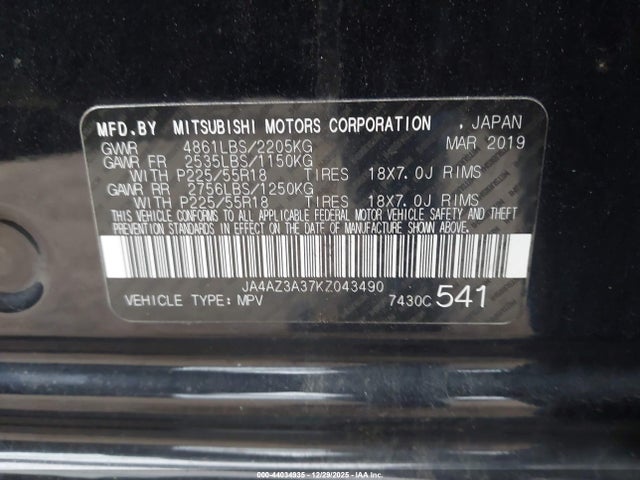 MFD.BY MITSUBISHI MOTORS CORPORATION , JAPAN
GVWR 4861LBS/2205KG MAR 2019
GAWR FR 2535LBS/1150KG
WITH P225/55R18 TIRES 18X7.0J RIMS
GAWR RR 2756LBS/1250KG
WITH P225/55R18 TIRES 18X7.0J RIMS
THIS VEHICLE CONFORMS TO ALL APPLICABLE FEDERAL MOTOR VEHICLE SAFETY AND THEFT
PREVENTION STANDARDS IN EFFECT ON THE DATE OF MANUFACTURE SHOWN ABOVE.
JA4AZ3A37KZ043490
VEHICLE TYPE: MPV 7430C 541
000-44034935 - 12/29/2025 - IAA Inc.